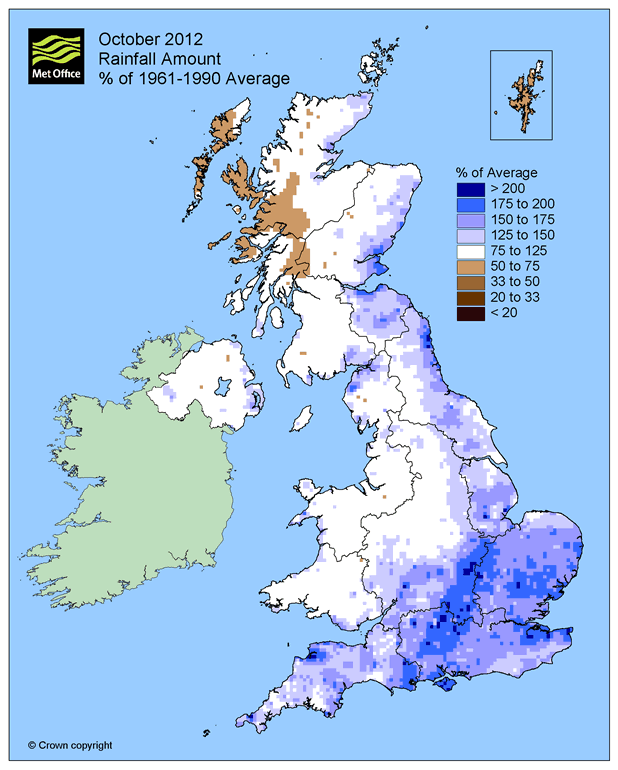 Met Office
October 2012
Rainfall Amount
% of 1961-1990 Average
% of Average
> 200
175 to 200
150 to 175
125 to 150
75 to 125
50 to 75
33 to 50
20 to 33
< 20
© Crown copyright